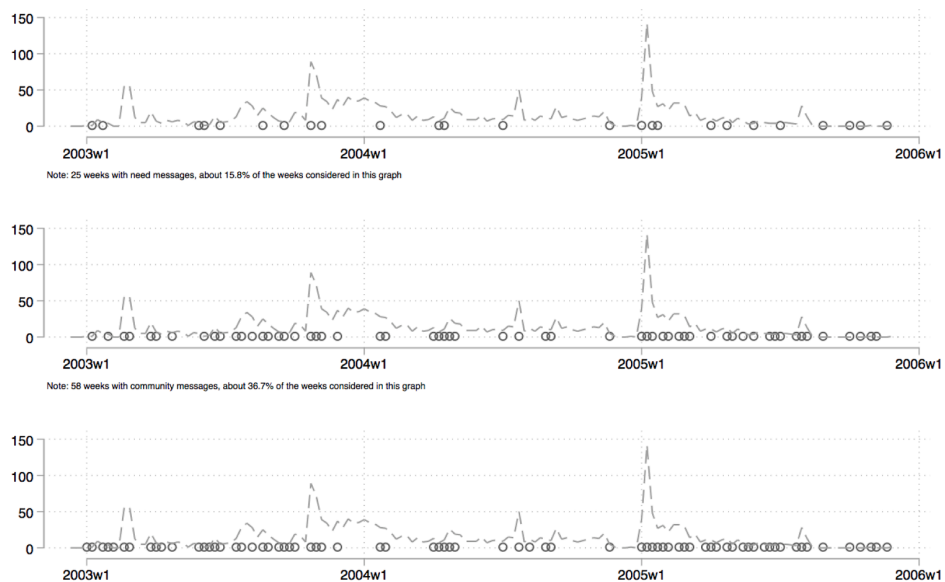 150
100
50
0
2003w1 2004w1 2005w1 2006w1
Note: 25 weeks with need messages, about 15.8% of the weeks considered in this graph
150
100
50
0
2003w1 2004w1 2005w1 2006w1
Note: 58 weeks with community messages, about 36.7% of the weeks considered in this graph
150
100
50
0
2003w1 2004w1 2005w1 2006w1